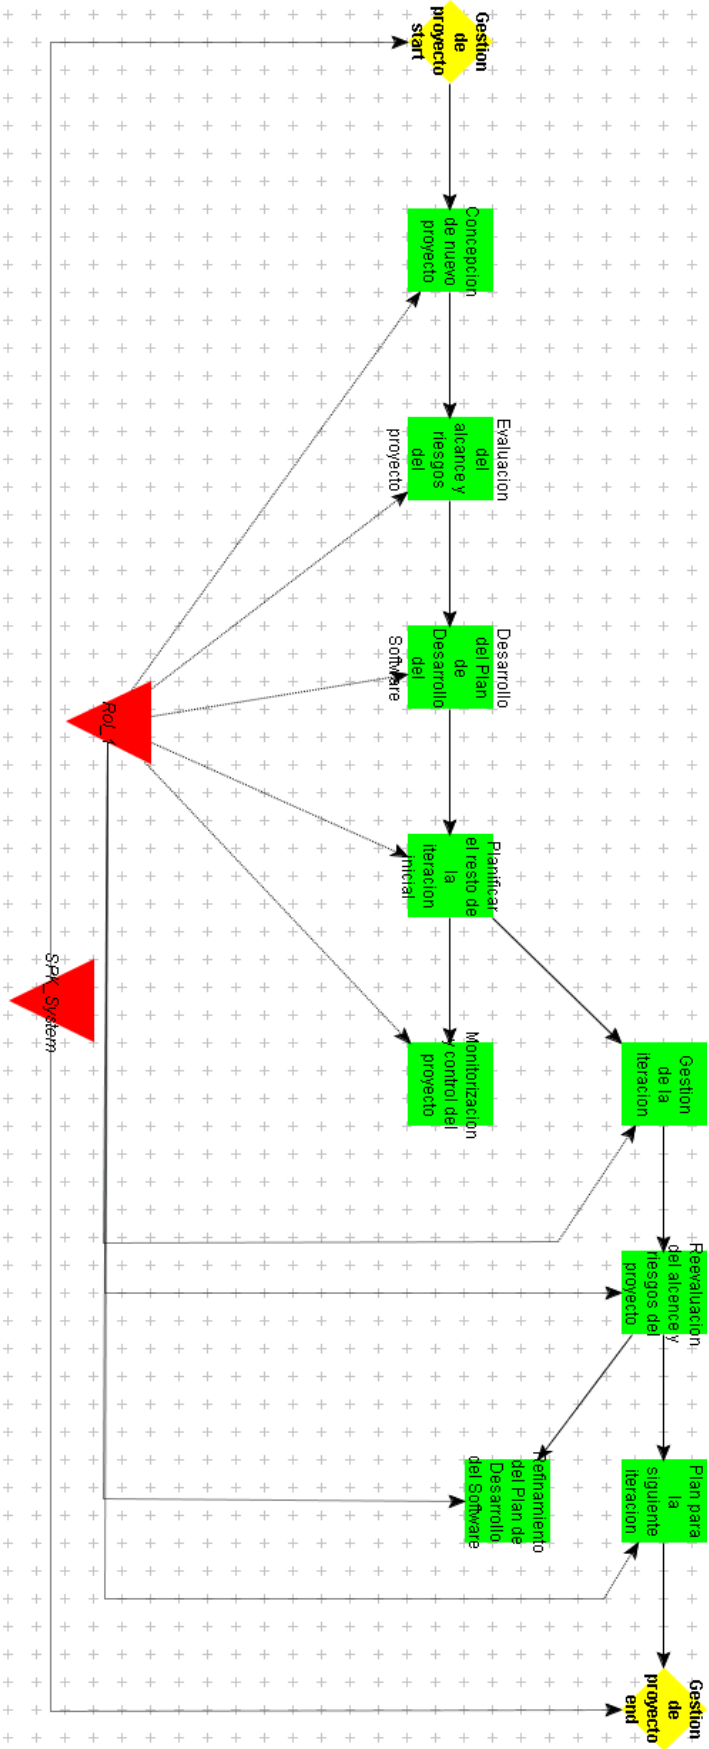 Gestion
de
proyecto
start
Concepcion
de nuevo
proyecto
Evaluacion
del
alcance y
riesgos
del
proyecto
Desarrollo
del Plan
de
Desarrollo
del
Software
Planificar
el resto de
la
iteracion
inicial
Monitorizacion
y control del
proyecto
Gestion
de la
iteracion
Reevaluacion
del alcence y
riesgos del
proyecto
Refinamiento
del Plan de
Desarrollo
del Software
Plan para
la
siguiente
iteracion
Gestion
de
proyecto
end
Rol_1
SPK_System